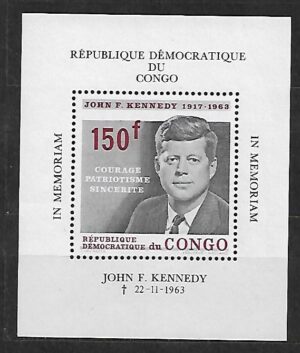 RÉPUBLIQUE DÉMOCRATIQUE
DU
CONGO
IN MEMORIAM
JOHN F. KENNEDY 1917-1963
150f
COURAGE
PATRIOTISME
SINCERITE
RÉPUBLIQUE
DÉMOCRATIQUE du CONGO
IN MEMORIAM
JOHN F. KENNEDY
† 22-11-1963